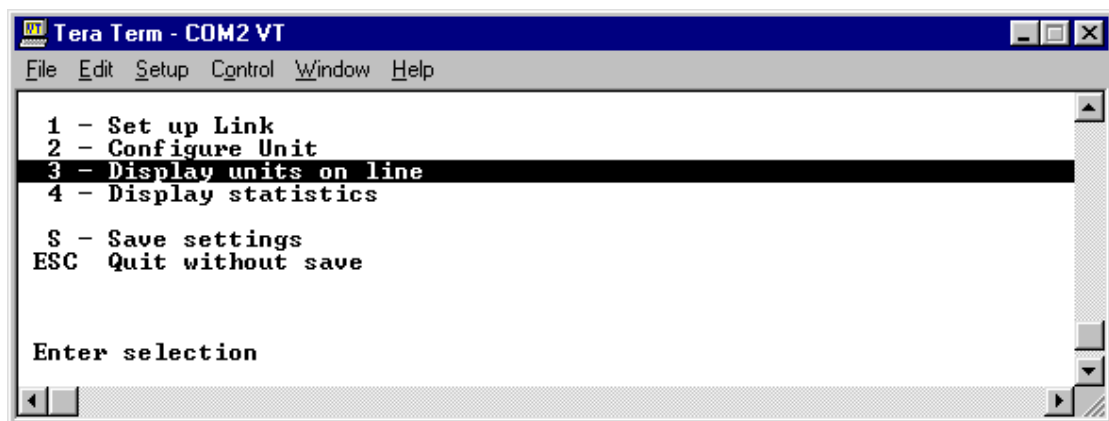 Tera Term - COM2 VT
File Edit Setup Control Window Help
1 - Set up Link
2 - Configure Unit
3 - Display units on line
4 - Display statistics
S - Save settings
ESC Quit without save
Enter selection